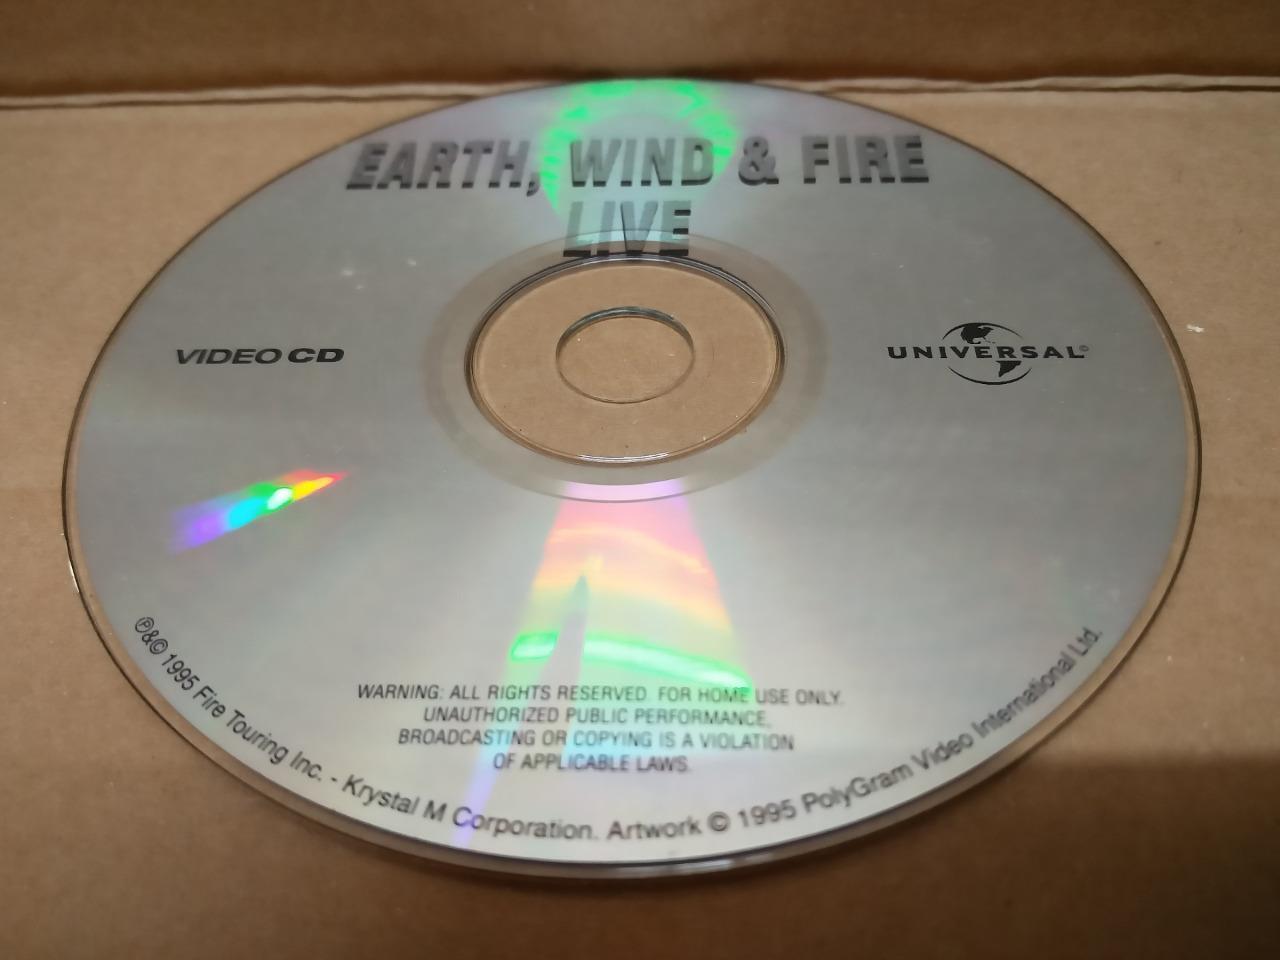 EARTH, WIND & FIRE
LIVE
VIDEO CD
UNIVERSAL©
WARNING: ALL RIGHTS RESERVED. FOR HOME USE ONLY.
UNAUTHORIZED PUBLIC PERFORMANCE,
BROADCASTING OR COPYING IS A VIOLATION
OF APPLICABLE LAWS.
℗&© 1995 Fire Touring Inc. - Krystal M Corporation. Artwork © 1995 PolyGram Video International Ltd.